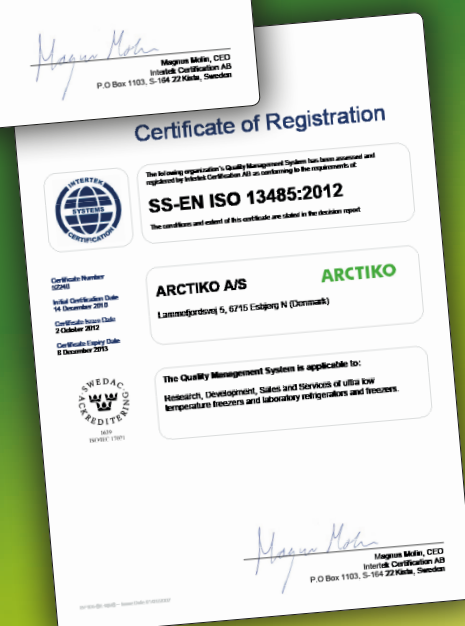 Magnus Molin, CEO
Intertek Certification AB
P.O Box 1103, S-164 22 Kista, Sweden
Certificate of Registration
INTERTEK
SYSTEMS
CERTIFICATION
The following organization's Quality Management System has been assessed and
registered by Intertek Certification AB as conforming to the requirements of:
SS-EN ISO 13485:2012
The conditions and extent of this certificate are stated in the decision report
Certificate Number
Initial Certification Date
14 December 2010
Certificate Issue Date
2 October 2012
Certificate Expiry Date
8 December 2013
ARCTIKO A/S
ARCTIKO
Lammefjordsvej 5, 6715 Esbjerg N (Denmark)
SWEDAC
ACKREDITERING
1639
ISO/IEC 17021
The Quality Management System is applicable to:
Research, Development, Sales and Services of ultra low
temperature freezers and laboratory refrigerators and freezers.
Magnus Molin, CEO
Intertek Certification AB
P.O Box 1103, S-164 22 Kista, Sweden